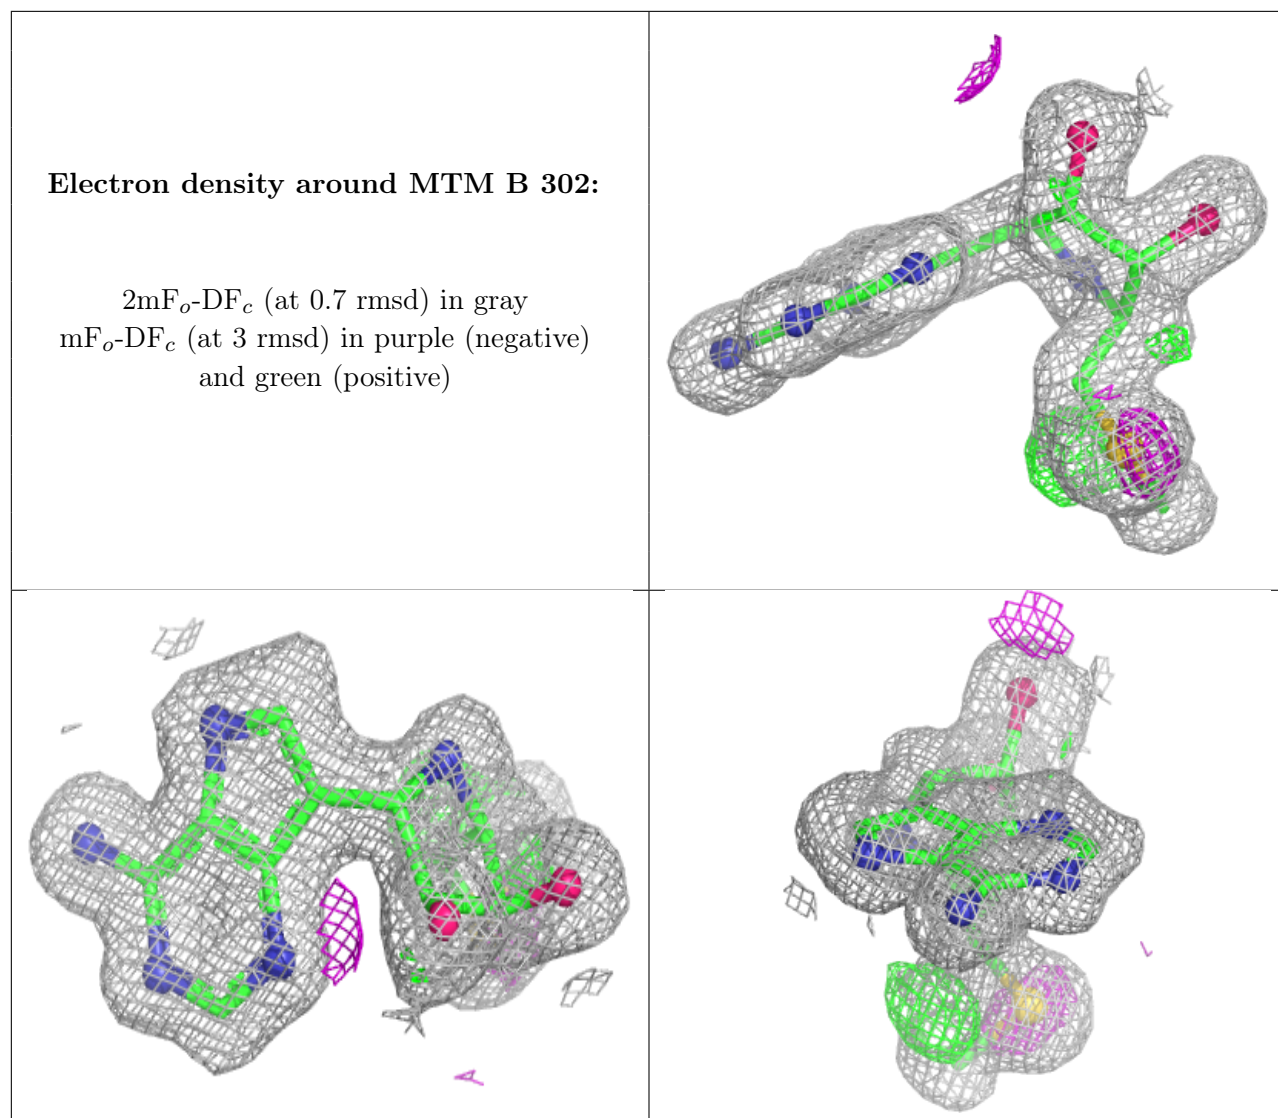 Electron density around MTM B 302:
2mFo-DFc (at 0.7 rmsd) in gray
mFo-DFc (at 3 rmsd) in purple (negative)
and green (positive)